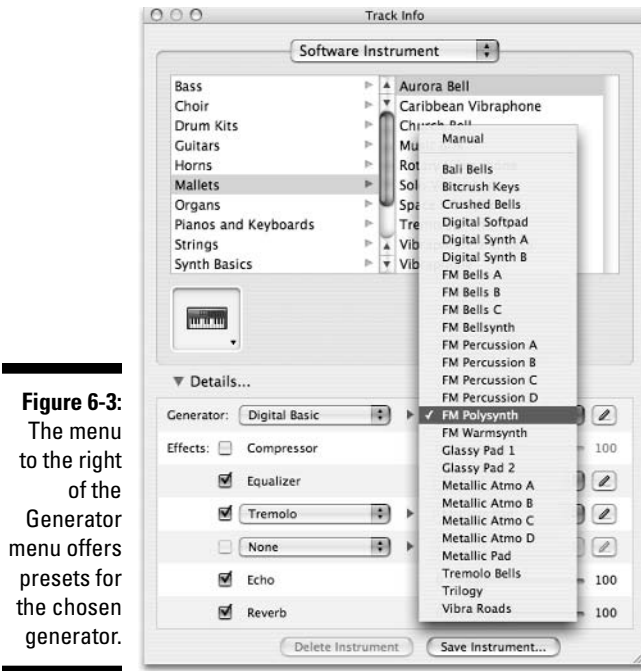 Track Info
Software Instrument
Bass
Choir
Drum Kits
Guitars
Horns
Mallets
Organs
Pianos and Keyboards
Strings
Synth Basics
Aurora Bell
Caribbean Vibraphone
Manual
Bali Bells
Bitcrush Keys
Crushed Bells
Digital Softpad
Digital Synth A
Digital Synth B
FM Bells A
FM Bells B
FM Bells C
FM Bellsynth
FM Percussion A
FM Percussion B
FM Percussion C
FM Percussion D
✓ FM Polysynth
FM Warmsynth
Glassy Pad 1
Glassy Pad 2
Metallic Atmo A
Metallic Atmo B
Metallic Atmo C
Metallic Atmo D
Metallic Pad
Tremolo Bells
Trilogy
Vibra Roads
Details...
Generator: Digital Basic
Effects: Compressor 100
Equalizer
Tremolo
None
Echo 100
Reverb 100
Delete Instrument Save Instrument...
Figure 6-3:
The menu
to the right
of the
Generator
menu offers
presets for
the chosen
generator.